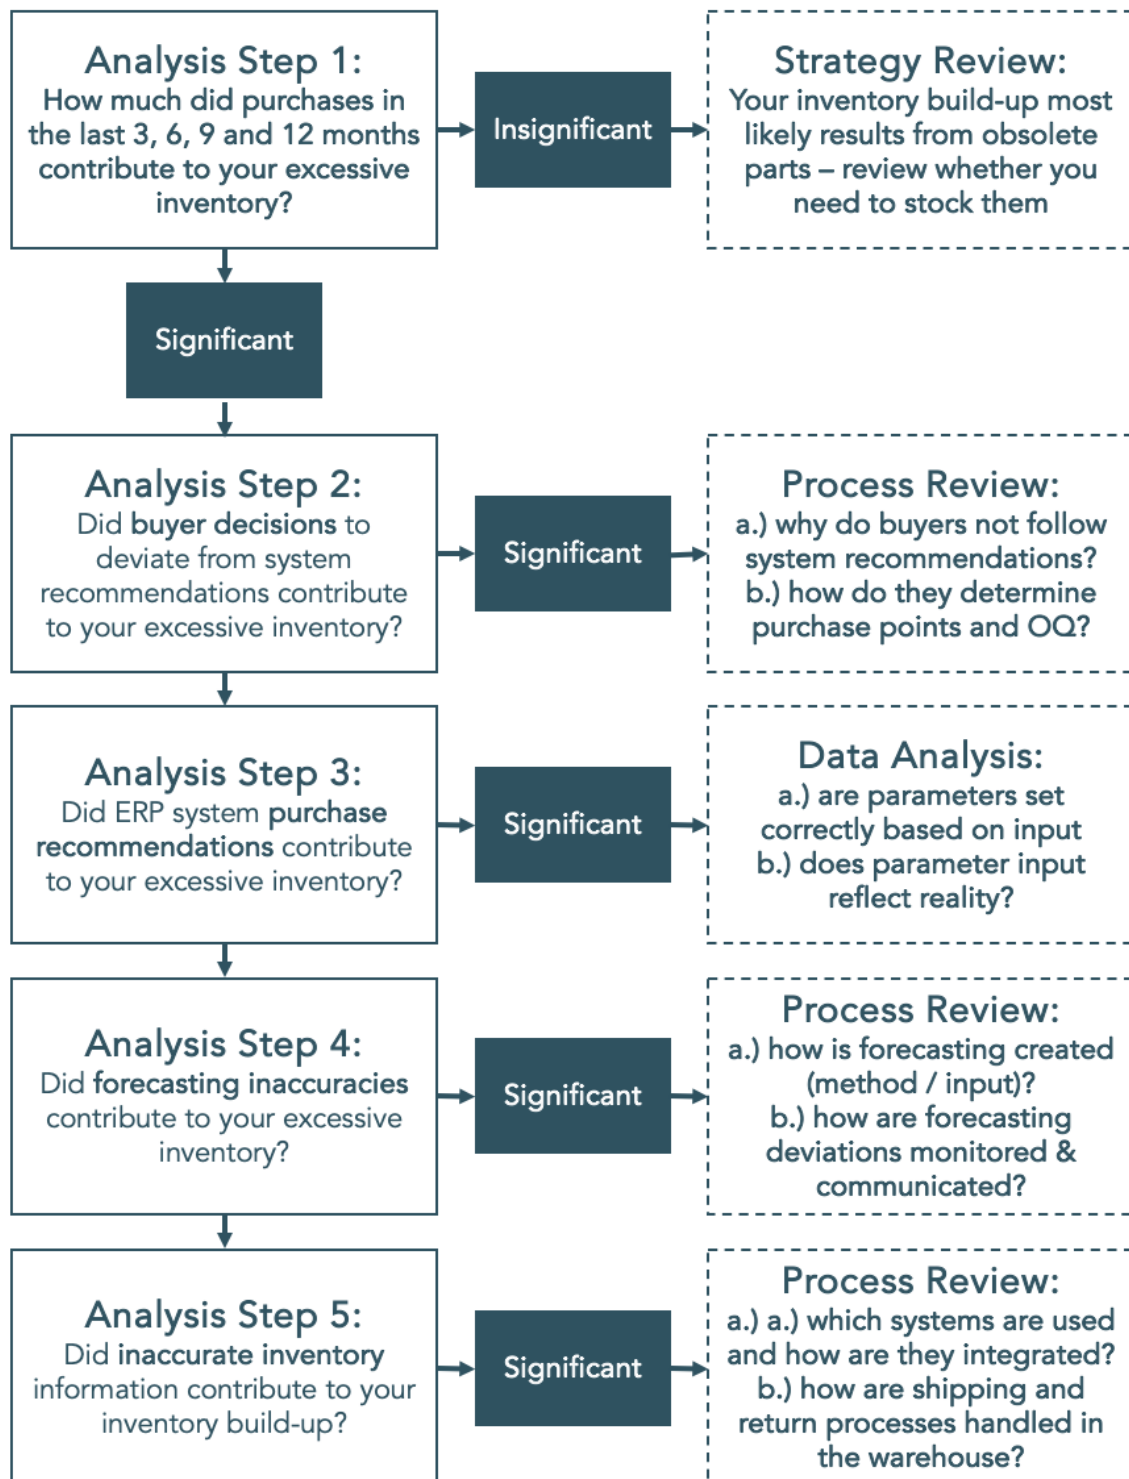 Analysis Step 1:
How much did purchases in
the last 3, 6, 9 and 12 months
contribute to your excessive
inventory?
Insignificant
Strategy Review:
Your inventory build-up most
likely results from obsolete
parts – review whether you
need to stock them
Significant
Analysis Step 2:
Did buyer decisions to
deviate from system
recommendations contribute
to your excessive inventory?
Significant
Process Review:
a.) why do buyers not follow
system recommendations?
b.) how do they determine
purchase points and OQ?
Analysis Step 3:
Did ERP system purchase
recommendations contribute
to your excessive inventory?
Significant
Data Analysis:
a.) are parameters set
correctly based on input
b.) does parameter input
reflect reality?
Analysis Step 4:
Did forecasting inaccuracies
contribute to your excessive
inventory?
Significant
Process Review:
a.) how is forecasting created
(method / input)?
b.) how are forecasting
deviations monitored &
communicated?
Analysis Step 5:
Did inaccurate inventory
information contribute to your
inventory build-up?
Significant
Process Review:
a.) a.) which systems are used
and how are they integrated?
b.) how are shipping and
return processes handled in
the warehouse?